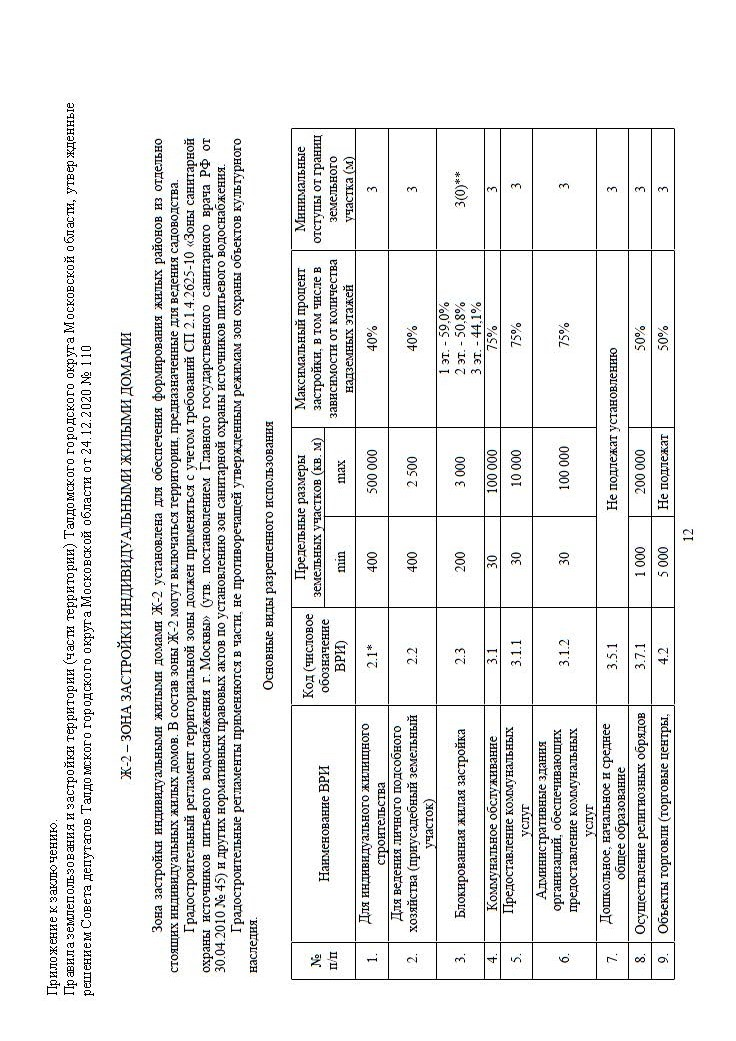 Приложение к заключению.
Правила землепользования и застройки территории (части территории) Талдомского городского округа Московской области, утвержденные
решением Совета депутатов Талдомского городского округа Московской области от 24.12.2020 № 110
Ж-2 – ЗОНА ЗАСТРОЙКИ ИНДИВИДУАЛЬНЫМИ ЖИЛЫМИ ДОМАМИ
Зона застройки индивидуальными жилыми домами Ж-2 установлена для обеспечения формирования жилых районов из отдельно
стоящих индивидуальных жилых домов. В состав зоны Ж-2 могут включаться территории, предназначенные для ведения садоводства.
Градостроительный регламент территориальной зоны должен применяться с учетом требований СП 2.1.4.2625-10 «Зоны санитарной
охраны источников питьевого водоснабжения г. Москвы» (утв. постановлением Главного государственного санитарного врача РФ от
30.04.2010 № 45) и других нормативных правовых актов по установлению зон санитарной охраны источников питьевого водоснабжения.
Градостроительные регламенты применяются в части, не противоречащей утвержденным режимам зон охраны объектов культурного
наследия.
Основные виды разрешенного использования
№
п/п
Наименование ВРИ
Код (числовое
обозначение
ВРИ)
Предельные размеры
земельных участков (кв. м)
min
max
Максимальный процент
застройки, в том числе в
зависимости от количества
надземных этажей
Минимальные
отступы от границ
земельного
участка (м)
1.
Для индивидуального жилищного
строительства
2.1*
400
500 000
40%
3
2.
Для ведения личного подсобного
хозяйства (приусадебный земельный
участок)
2.2
400
2 500
40%
3
3.
Блокированная жилая застройка
2.3
200
3 000
1 эт. - 59,0%
2 эт. - 50,8%
3 эт. - 44,1%
3(0)**
4.
Коммунальное обслуживание
3.1
30
100 000
75%
3
5.
Предоставление коммунальных
услуг
3.1.1
30
10 000
75%
3
6.
Административные здания
организаций, обеспечивающих
предоставление коммунальных
услуг
3.1.2
30
100 000
75%
3
7.
Дошкольное, начальное и среднее
общее образование
3.5.1
Не подлежат установлению
3
8.
Осуществление религиозных обрядов
3.7.1
1 000
200 000
50%
3
9.
Объекты торговли (торговые центры,
4.2
5 000
Не подлежат
50%
3
12